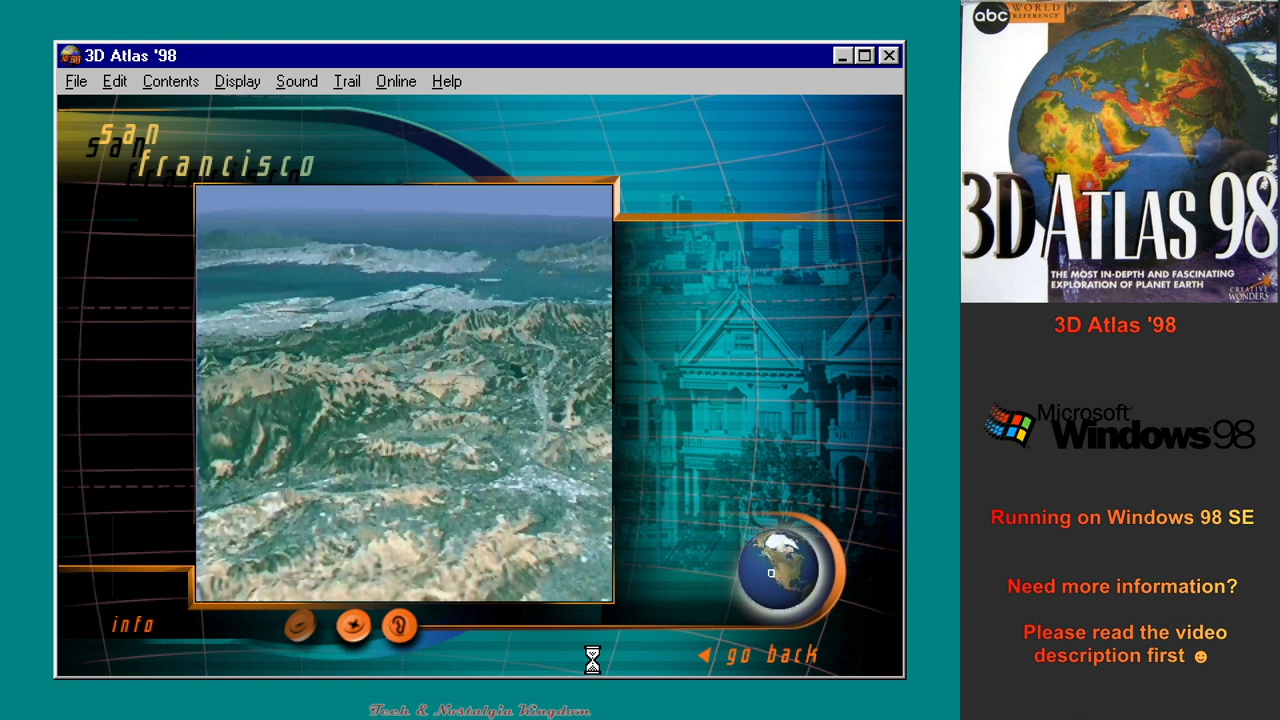 3D Atlas '98
File Edit Contents Display Sound Trail Online Help
san
francisco
info
go back
Tech & Nostalgia Kingdom
abc WORLD
REFERENCE
3D ATLAS 98
THE MOST IN-DEPTH AND FASCINATING
EXPLORATION OF PLANET EARTH
CREATIVE
WONDERS
3D Atlas '98
Microsoft
Windows 98
Running on Windows 98 SE
Need more information?
Please read the video
description first ☻